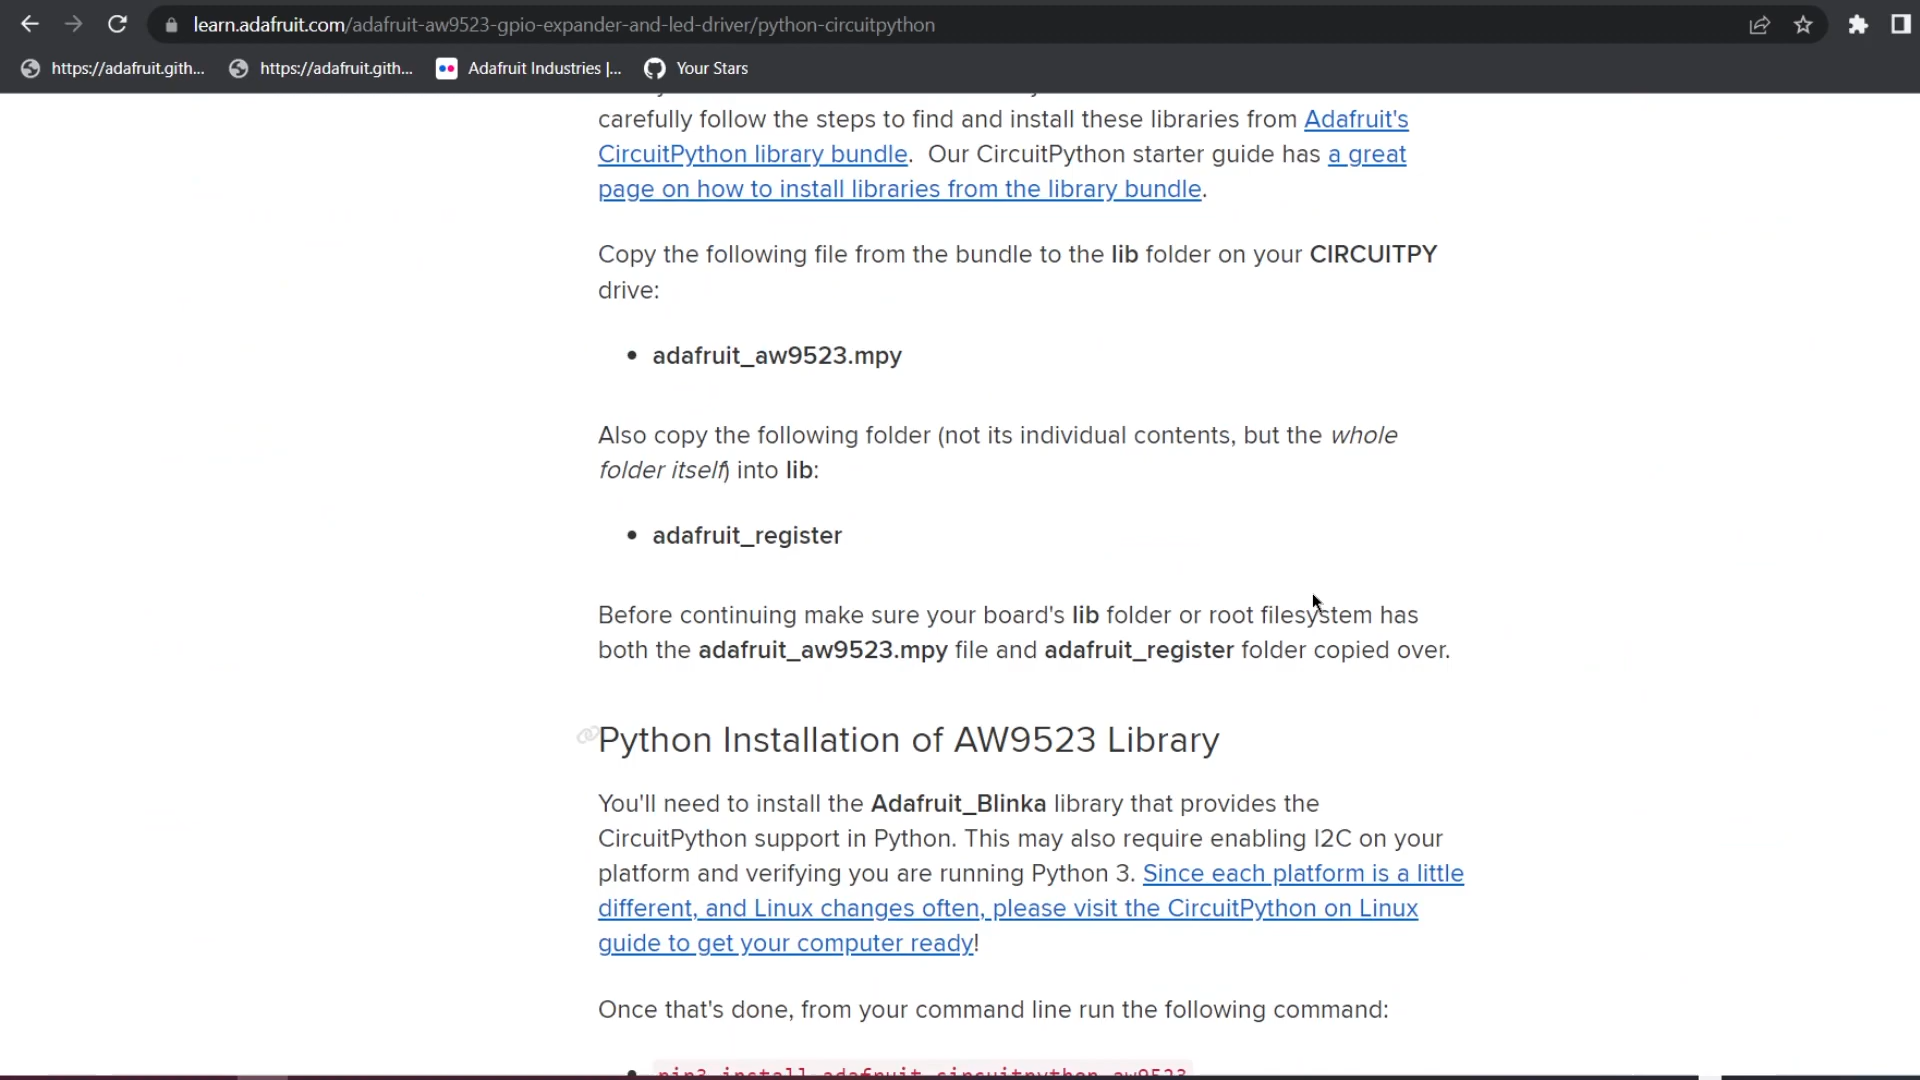 learn.adafruit.com/adafruit-aw9523-gpio-expander-and-led-driver/python-circuitpython
https://adafruit.gith... https://adafruit.gith... Adafruit Industries |... Your Stars
carefully follow the steps to find and install these libraries from Adafruit's
CircuitPython library bundle. Our CircuitPython starter guide has a great
page on how to install libraries from the library bundle.
Copy the following file from the bundle to the lib folder on your CIRCUITPY
drive:
• adafruit_aw9523.mpy
Also copy the following folder (not its individual contents, but the whole
folder itself) into lib:
• adafruit_register
Before continuing make sure your board's lib folder or root filesystem has
both the adafruit_aw9523.mpy file and adafruit_register folder copied over.
Python Installation of AW9523 Library
You'll need to install the Adafruit_Blinka library that provides the
CircuitPython support in Python. This may also require enabling I2C on your
platform and verifying you are running Python 3. Since each platform is a little
different, and Linux changes often, please visit the CircuitPython on Linux
guide to get your computer ready!
Once that's done, from your command line run the following command:
• pip3 install adafruit-circuitpython-aw9523